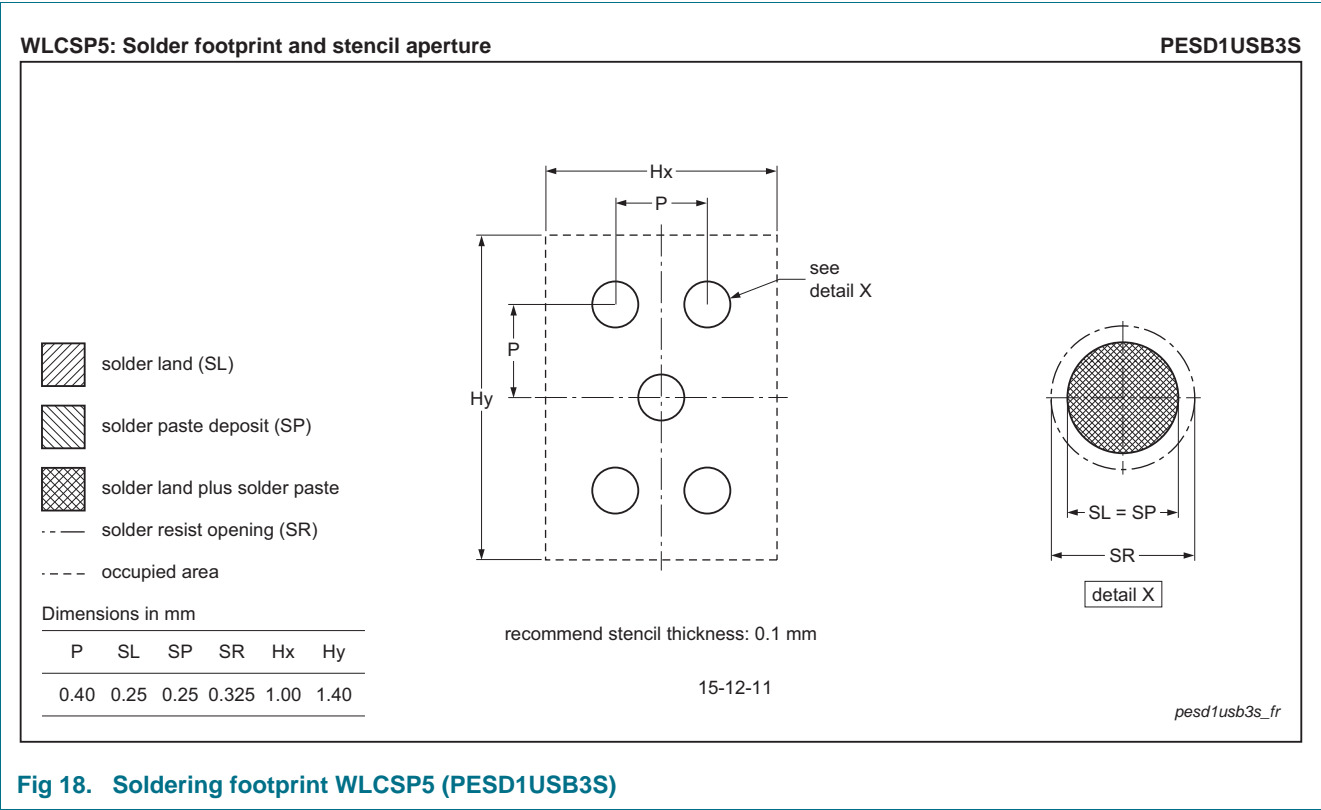 WLCSP5: Solder footprint and stencil aperture PESD1USB3S
Hx
P
see
detail X
P
Hy
solder land (SL)
solder paste deposit (SP)
solder land plus solder paste
solder resist opening (SR)
occupied area
SL = SP
SR
detail X
Dimensions in mm
P SL SP SR Hx Hy
0.40 0.25 0.25 0.325 1.00 1.40
recommend stencil thickness: 0.1 mm
15-12-11
pesd1usb3s_fr
Fig 18. Soldering footprint WLCSP5 (PESD1USB3S)